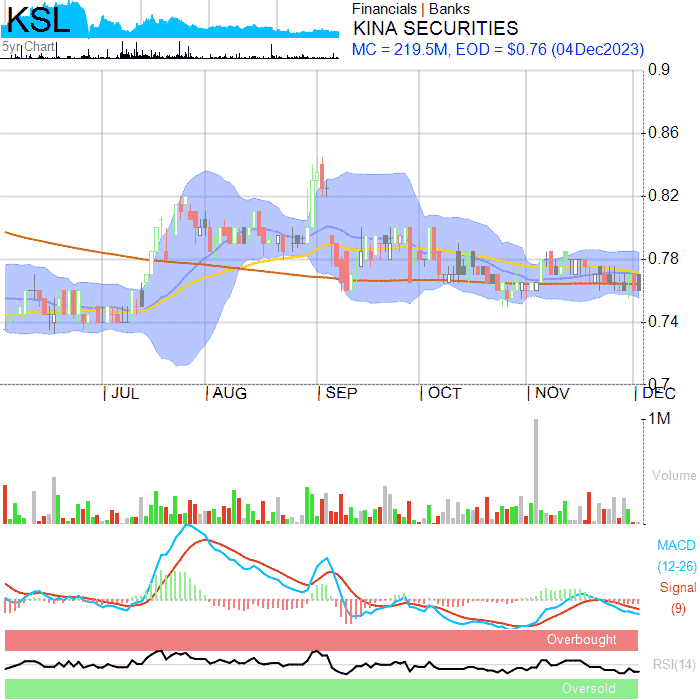 KSL
5yr Chart
Financials | Banks
KINA SECURITIES
MC = 219.5M, EOD = $0.76 (04Dec2023)
0.9
0.86
0.82
0.78
0.74
0.7
JUL AUG SEP OCT NOV DEC
1M
Volume
MACD
(12-26)
Signal
(9)
Overbought
RSI(14)
Oversold